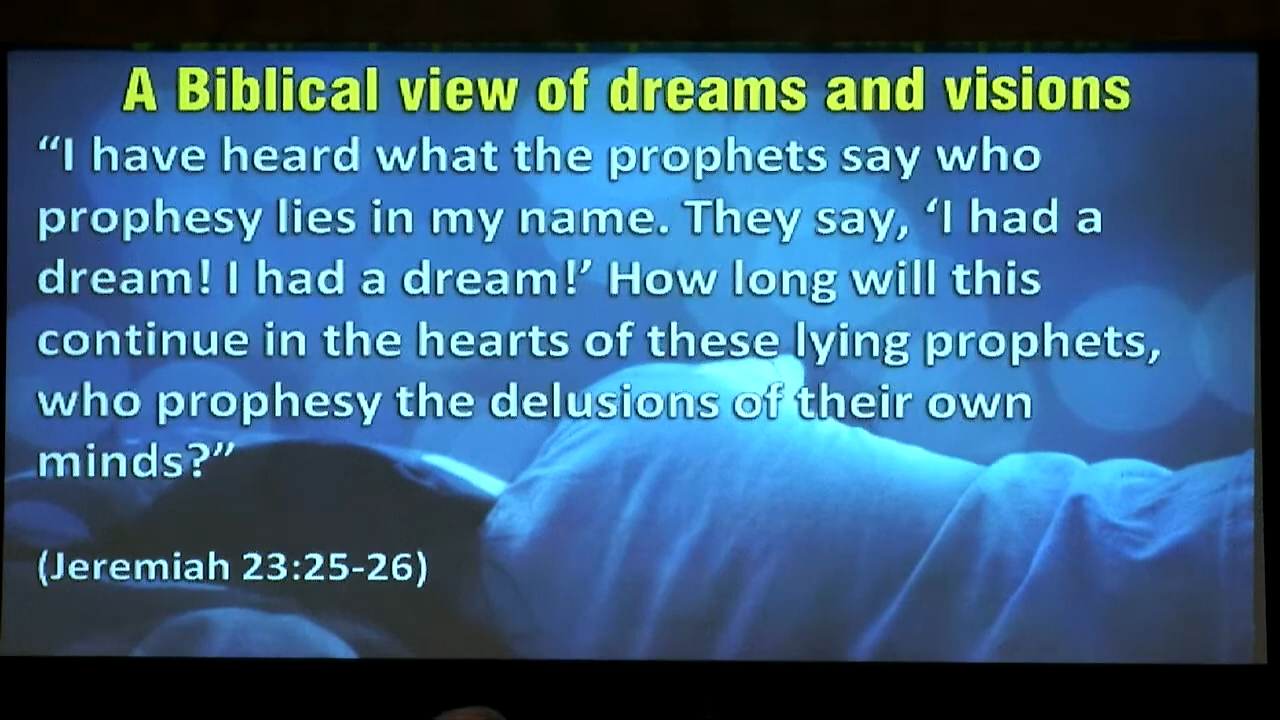 A Biblical view of dreams and visions
“I have heard what the prophets say who
prophesy lies in my name. They say, ‘I had a
dream! I had a dream!’ How long will this
continue in the hearts of these lying prophets,
who prophesy the delusions of their own
minds?”
(Jeremiah 23:25-26)